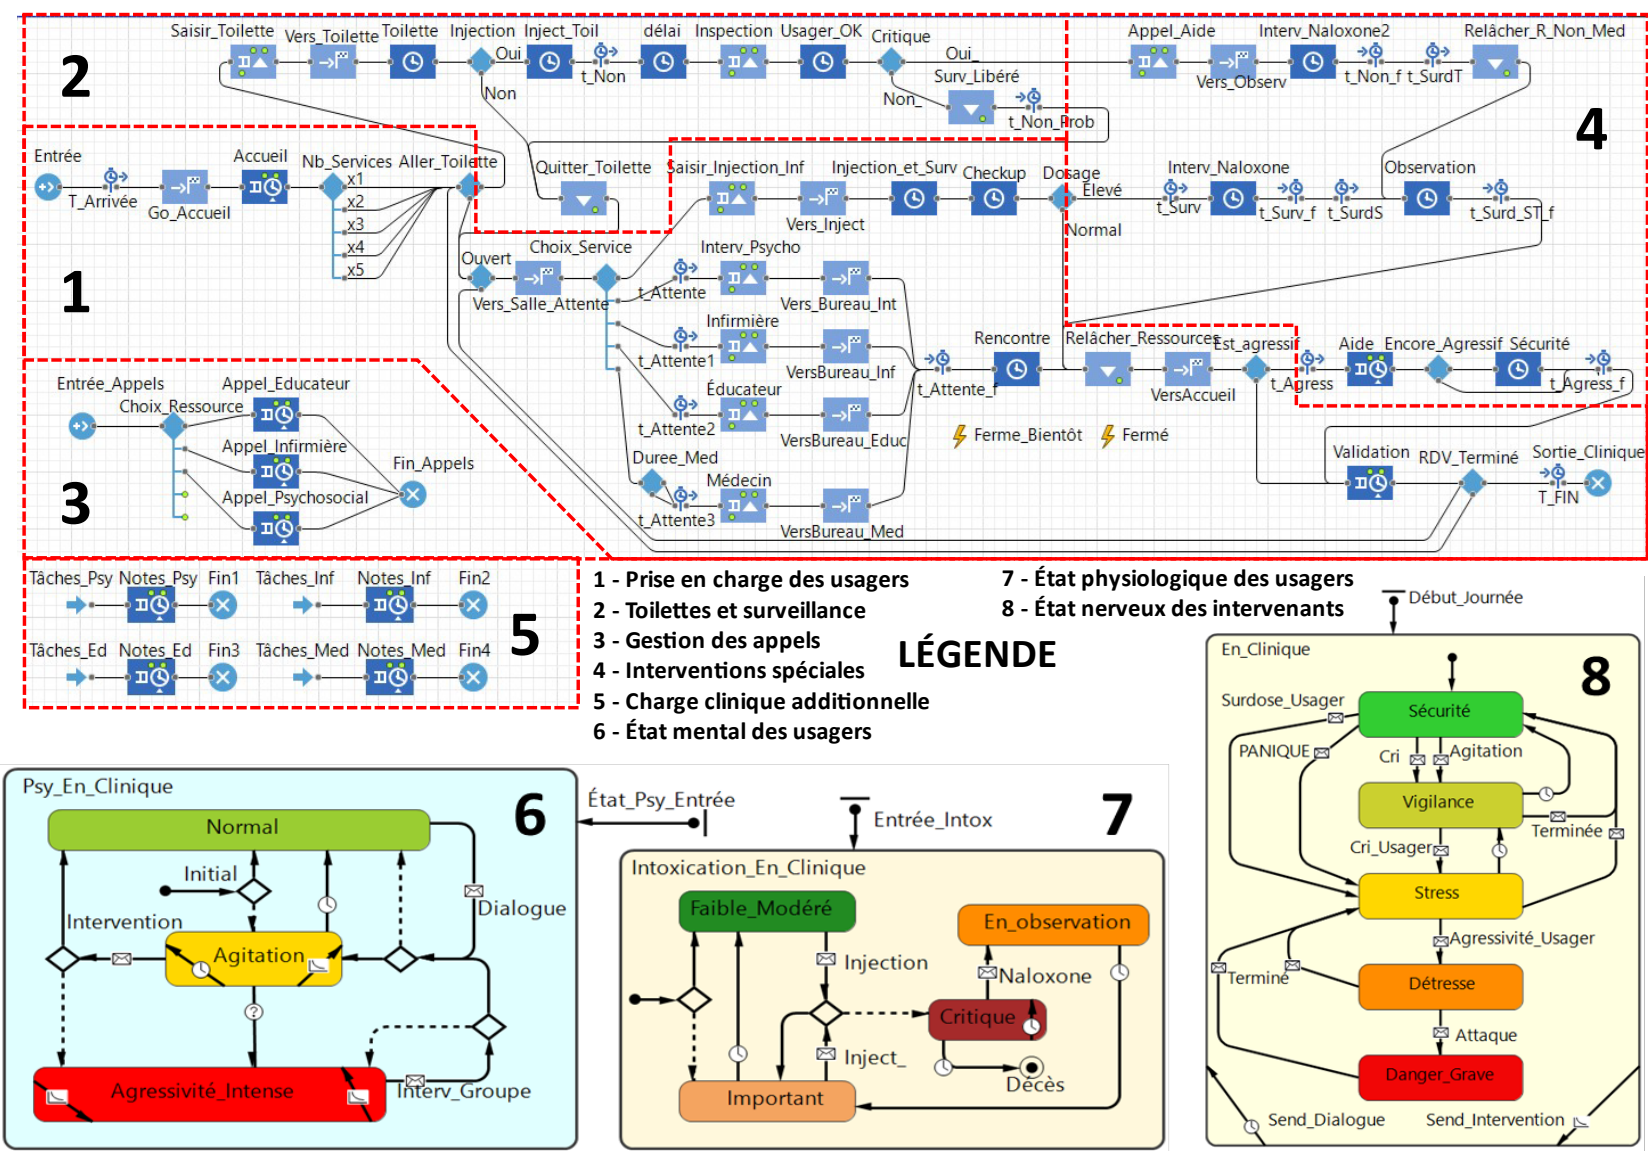 Saisir_Toilette Vers_Toilette Toilette Injection Inject_Toil délai Inspection Usager_OK Critique Appel_Aide Interv_Naloxone2 Relâcher_R_Non_Med
2
Oui
t_Non
Oui_
Vers_Observ
t_Non_f t_SurdT
Non
Surv_Libéré
Non_
t_Non_Prob
4
Entrée
T_Arrivée
Go_Accueil
Accueil
Nb_Services
Aller_Toilette
x1
x2
x3
x4
x5
Quitter_Toilette
Saisir_Injection_Inf
Vers_Inject
Injection_et_Surv
Checkup
Dosage
Élevé
Normal
t_Surv
Interv_Naloxone
t_Surv_f
t_SurdS
Observation
t_Surd_ST_f
1
Ouvert
Vers_Salle_Attente
Choix_Service
t_Attente
Interv_Psycho
Vers_Bureau_Int
t_Attente1
Infirmière
VersBureau_Inf
t_Attente2
Éducateur
VersBureau_Educ
Duree_Med
t_Attente3
Médecin
VersBureau_Med
t_Attente_f
Rencontre
Relâcher_Ressources
VersAccueil
Est_agressif
t_Agress
Aide
Encore_Agressif
Sécurité
t_Agress_f
Ferme_Bientôt
Fermé
Validation
RDV_Terminé
Sortie_Clinique
T_FIN
Entrée_Appels
Choix_Ressource
Appel_Educateur
Appel_Infirmière
Appel_Psychosocial
Fin_Appels
3
Tâches_Psy Notes_Psy Fin1 Tâches_Inf Notes_Inf Fin2
5
Tâches_Ed Notes_Ed Fin3 Tâches_Med Notes_Med Fin4
1 - Prise en charge des usagers
2 - Toilettes et surveillance
3 - Gestion des appels
4 - Interventions spéciales
5 - Charge clinique additionnelle
6 - État mental des usagers
7 - État physiologique des usagers
8 - État nerveux des intervenants
LÉGENDE
Psy_En_Clinique
6
État_Psy_Entrée
Normal
Initial
Dialogue
Intervention
Agitation
Agressivité_Intense
Interv_Groupe
Entrée_Intox
7
Intoxication_En_Clinique
Faible_Modéré
En_observation
Injection
Naloxone
Critique
Inject_
Décès
Important
Début_Journée
En_Clinique
8
Surdose_Usager
Sécurité
PANIQUE
Cri
Agitation
Vigilance
Terminée
Cri_Usager
Stress
Agressivité_Usager
Terminé
Détresse
Attaque
Danger_Grave
Send_Dialogue
Send_Intervention